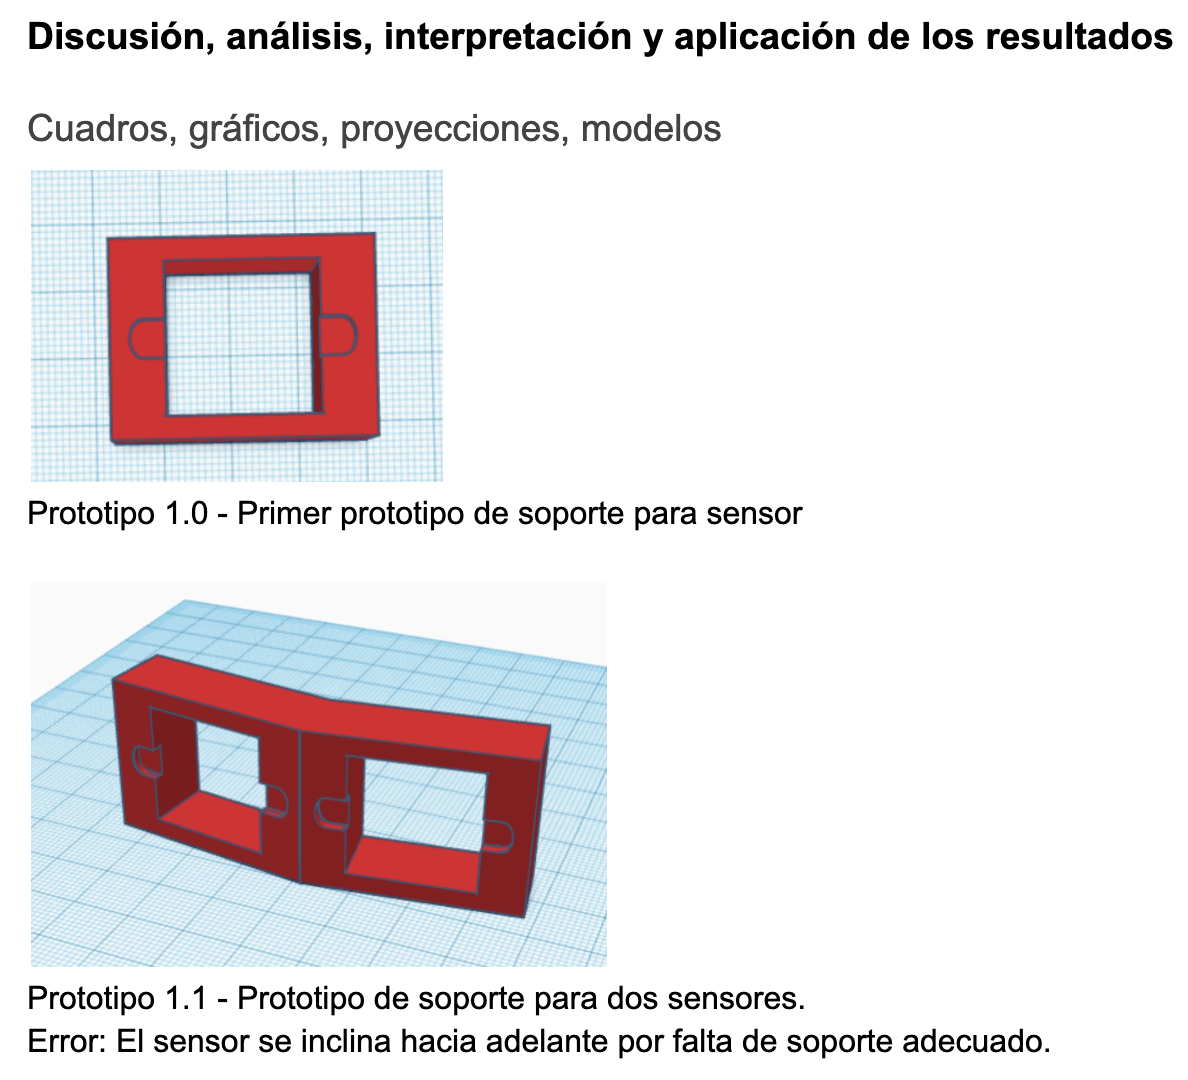 Discusión, análisis, interpretación y aplicación de los resultados
Cuadros, gráficos, proyecciones, modelos
Prototipo 1.0 - Primer prototipo de soporte para sensor
Prototipo 1.1 - Prototipo de soporte para dos sensores.
Error: El sensor se inclina hacia adelante por falta de soporte adecuado.